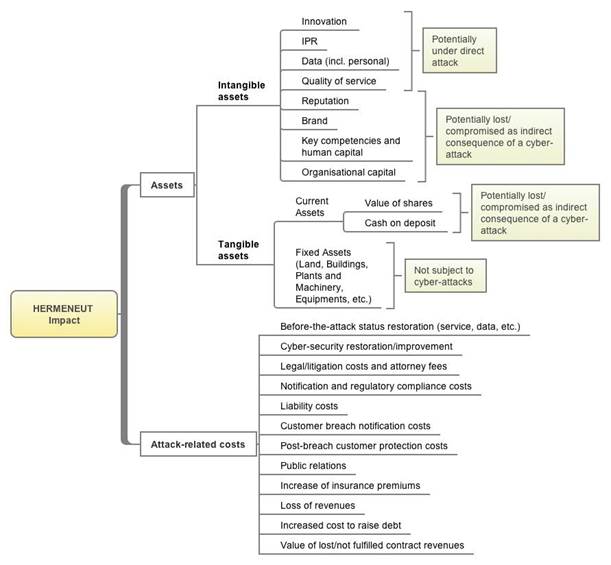 HERMENEUT
Impact
Assets
Intangible
assets
Innovation
IPR
Data (incl. personal)
Quality of service
Potentially
under direct
attack
Reputation
Brand
Key competencies and
human capital
Organisational capital
Potentially lost/
compromised as indirect
consequence of a cyber-
attack
Tangible
assets
Current
Assets
Value of shares
Cash on deposit
Potentially lost/
compromised as indirect
consequence of a cyber-
attack
Fixed Assets
(Land, Buildings,
Plants and
Machinery,
Equipments, etc.)
Not subject to
cyber-attacks
Attack-related costs
Before-the-attack status restoration (service, data, etc.)
Cyber-security restoration/improvement
Legal/litigation costs and attorney fees
Notification and regulatory compliance costs
Liability costs
Customer breach notification costs
Post-breach customer protection costs
Public relations
Increase of insurance premiums
Loss of revenues
Increased cost to raise debt
Value of lost/not fulfilled contract revenues